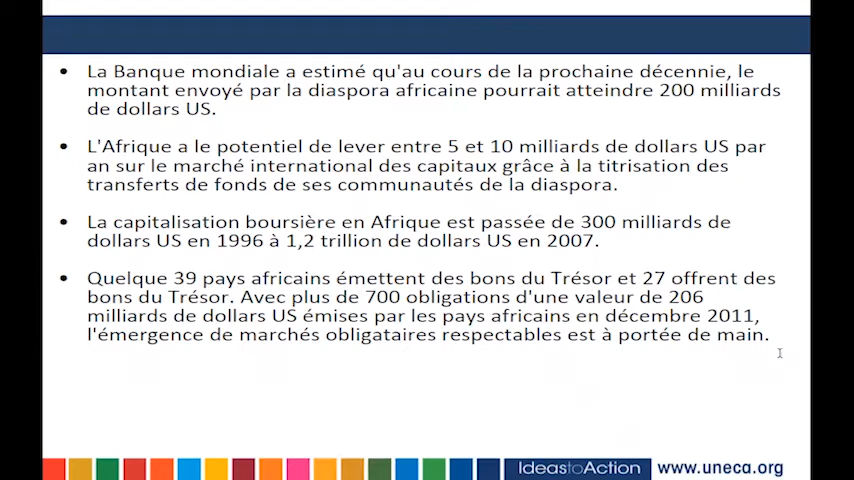 • La Banque mondiale a estimé qu'au cours de la prochaine décennie, le
montant envoyé par la diaspora africaine pourrait atteindre 200 milliards
de dollars US.
• L'Afrique a le potentiel de lever entre 5 et 10 milliards de dollars US par
an sur le marché international des capitaux grâce à la titrisation des
transferts de fonds de ses communautés de la diaspora.
• La capitalisation boursière en Afrique est passée de 300 milliards de
dollars US en 1996 à 1,2 trillion de dollars US en 2007.
• Quelque 39 pays africains émettent des bons du Trésor et 27 offrent des
bons du Trésor. Avec plus de 700 obligations d'une valeur de 206
milliards de dollars US émises par les pays africains en décembre 2011,
l'émergence de marchés obligataires respectables est à portée de main.
IdeastoAction www.uneca.org